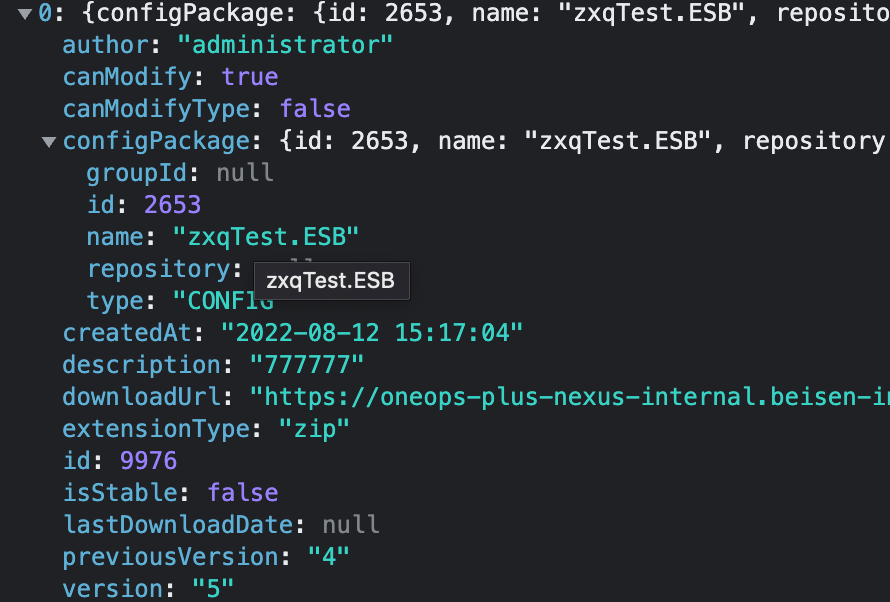 0: {configPackage: {id: 2653, name: "zxqTest.ESB", reposito
author: "administrator"
canModify: true
canModifyType: false
configPackage: {id: 2653, name: "zxqTest.ESB", repository
groupId: null
id: 2653
name: "zxqTest.ESB"
repository:
zxqTest.ESB
type: "CONFIG
createdAt: "2022-08-12 15:17:04"
description: "777777"
downloadUrl: "https://oneops-plus-nexus-internal.beisen-i
extensionType: "zip"
id: 9976
isStable: false
lastDownloadDate: null
previousVersion: "4"
version: "5"